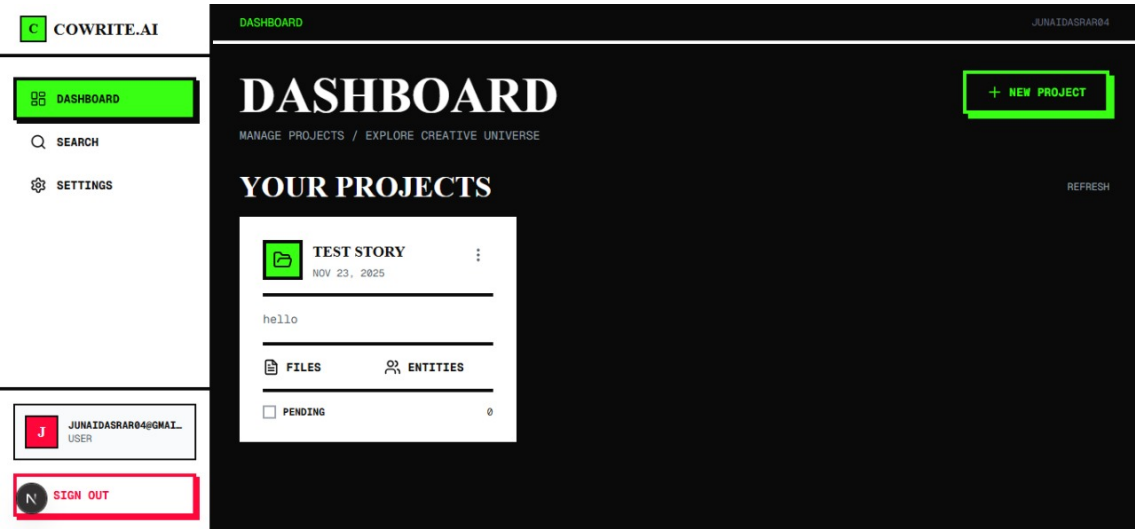 C COWRITE.AI
DASHBOARD
SEARCH
SETTINGS
J JUNAIDASRAR04@GMAI…
USER
N SIGN OUT
DASHBOARD JUNAIDASRAR04
DASHBOARD
+ NEW PROJECT
MANAGE PROJECTS / EXPLORE CREATIVE UNIVERSE
YOUR PROJECTS
REFRESH
TEST STORY
NOV 23, 2025
hello
FILES ENTITIES
PENDING 0